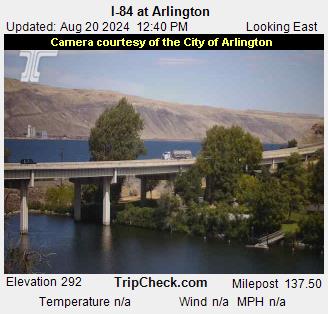 I-84 at Arlington
Updated: Aug 20 2024 12:40 PM Looking East
Camera courtesy of the City of Arlington
Elevation 292 TripCheck.com Milepost 137.50
Temperature n/a Wind n/a MPH n/a